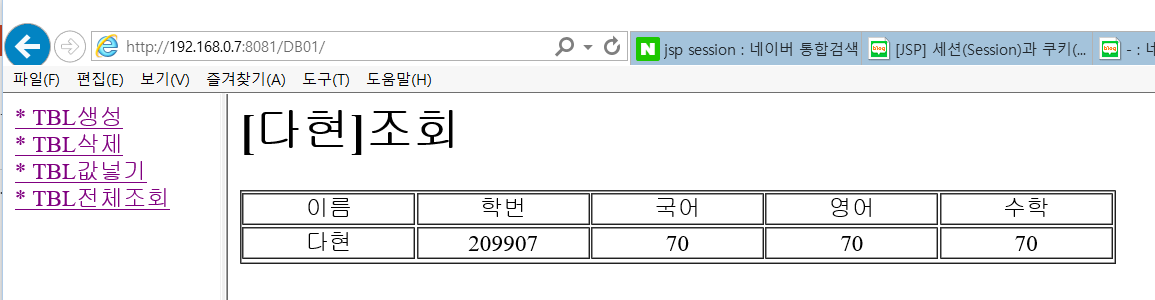 http://192.168.0.7:8081/DB01/
jsp session : 네이버 통합검색
[JSP] 세션(Session)과 쿠키(...
- : 네
파일(F) 편집(E) 보기(V) 즐겨찾기(A) 도구(T) 도움말(H)
* TBL생성
* TBL삭제
* TBL값넣기
* TBL전체조회
[다현]조회
이름 학번 국어 영어 수학
다현 209907 70 70 70